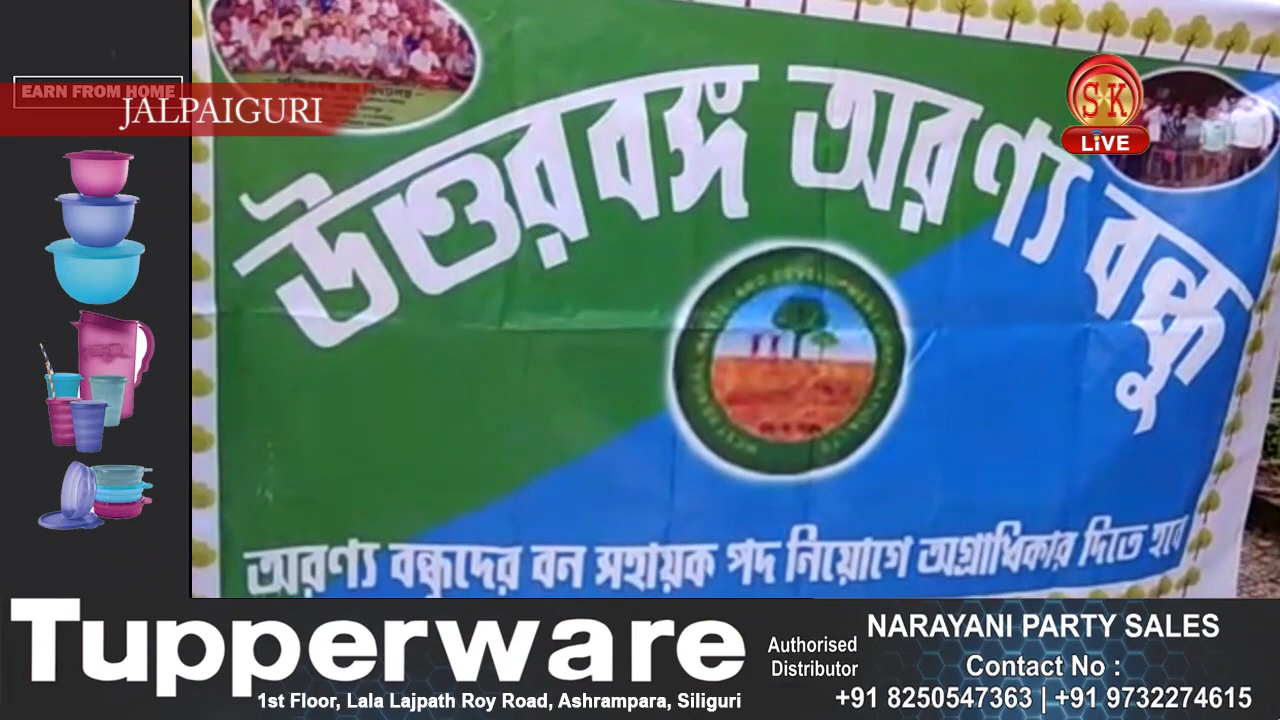 EARN FROM HOME
JALPAIGURI
SK
LiVE
উত্তরবঙ্গ অরণ্য বন্ধু
অরণ্য বন্ধুদের বন সহায়ক পদ নিয়োগে অগ্রাধিকার দিতে হবে
Tupperware
1st Floor, Lala Lajpath Roy Road, Ashrampara, Siliguri
Authorised
Distributor
NARAYANI PARTY SALES
Contact No :
+91 8250547363 | +91 9732274615